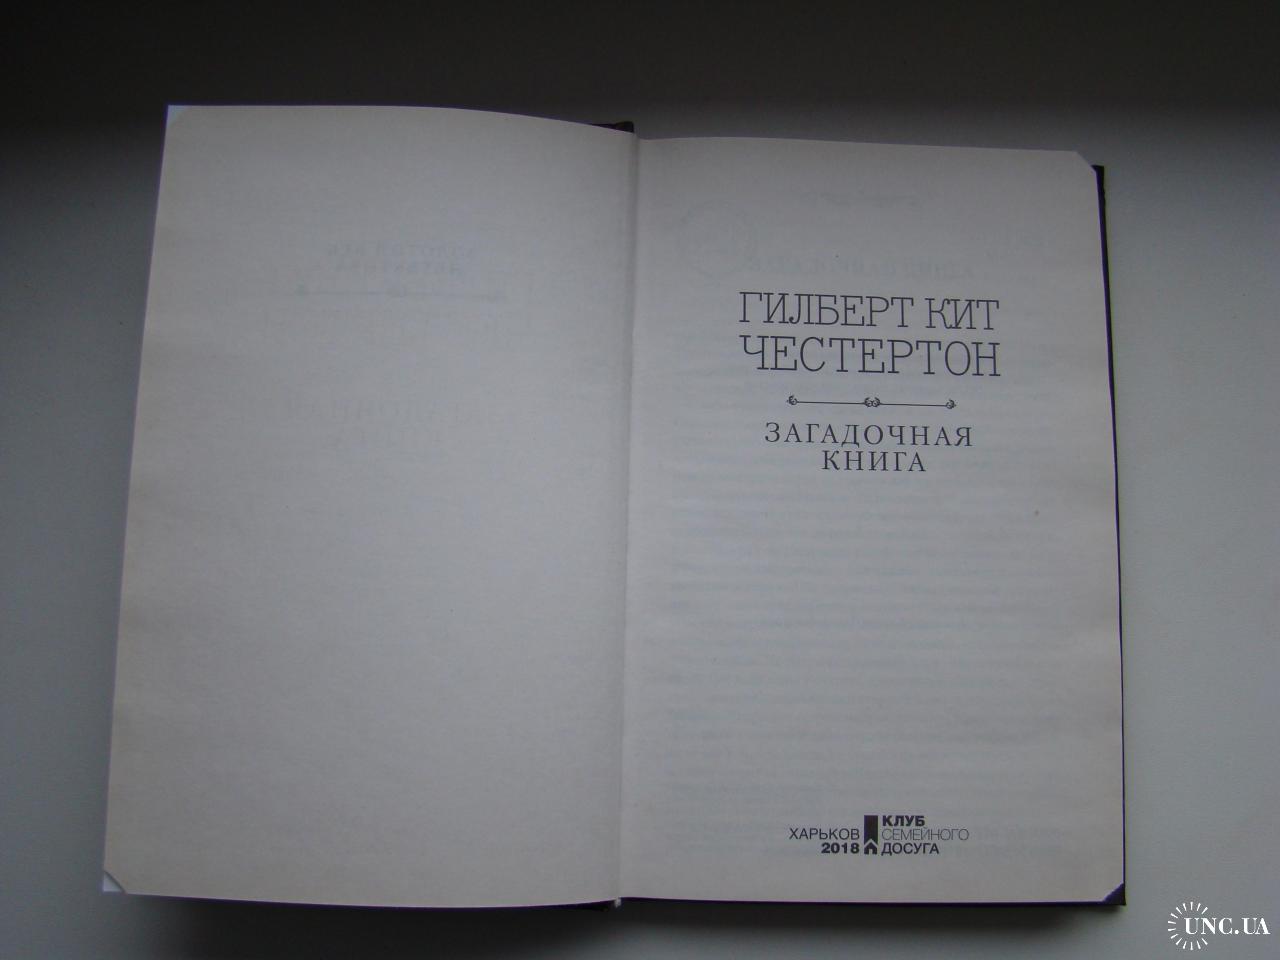 ГИЛБЕРТ КИТ
ЧЕСТЕРТОН
ЗАГАДОЧНАЯ
КНИГА
ХАРЬКОВ
2018
КЛУБ
СЕМЕЙНОГО
ДОСУГА
UNC.UA